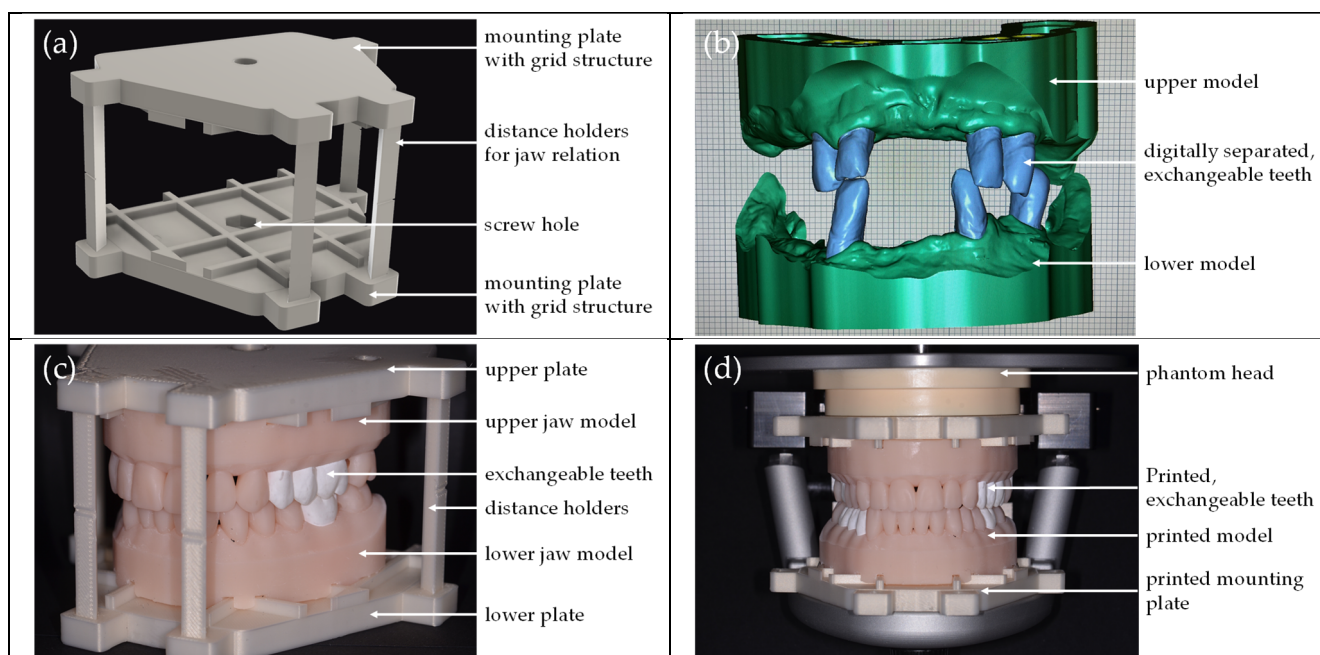 (a)
mounting plate
with grid structure
distance holders
for jaw relation
screw hole
mounting plate
with grid structure
(b)
upper model
digitally separated,
exchangeable teeth
lower model
(c)
upper plate
upper jaw model
exchangeable teeth
distance holders
lower jaw model
lower plate
(d)
phantom head
Printed,
exchangeable teeth
printed model
printed mounting
plate